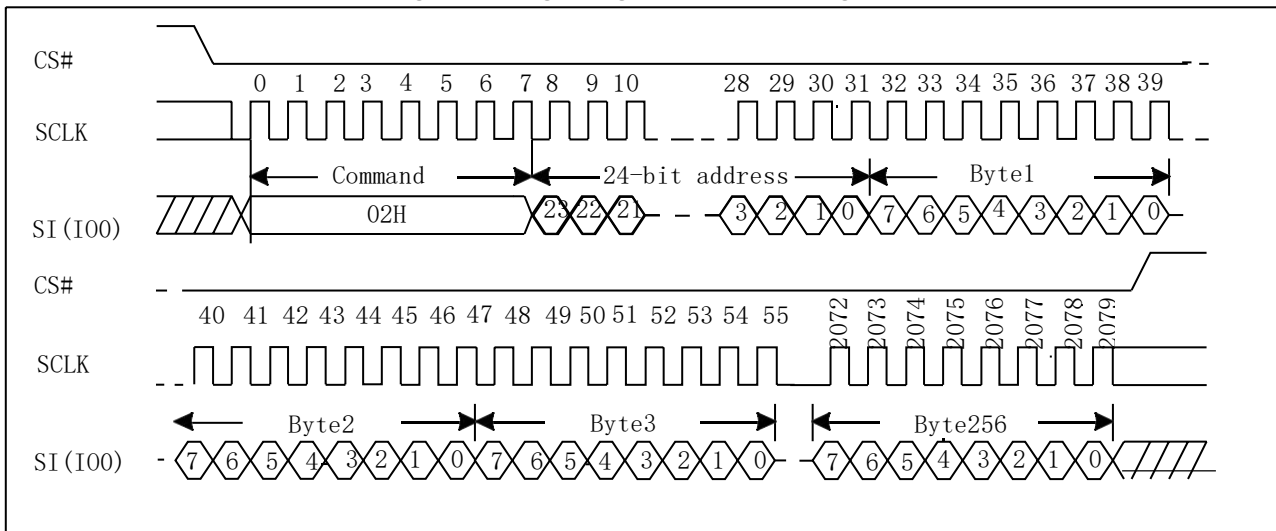 CS#
0 1 2 3 4 5 6 7 8 9 10 28 29 30 31 32 33 34 35 36 37 38 39
SCLK
Command 24-bit address Byte1
SI(IO0) 02H 23 22 21 3 2 1 0 7 6 5 4 3 2 1 0
CS#
40 41 42 43 44 45 46 47 48 49 50 51 52 53 54 55 2072 2073 2074 2075 2076 2077 2078 2079
SCLK
Byte2 Byte3 Byte256
SI(IO0) 7 6 5 4 3 2 1 0 7 6 5 4 3 2 1 0 7 6 5 4 3 2 1 0